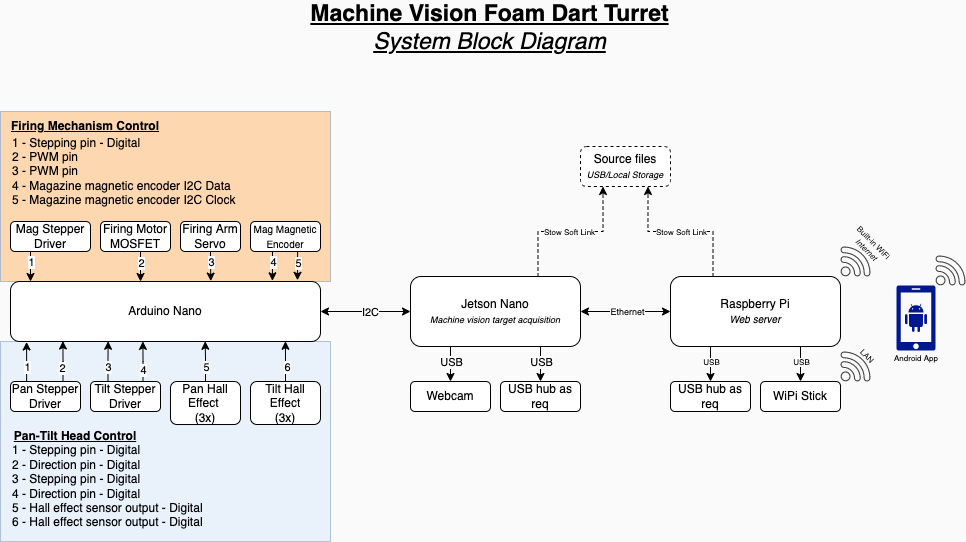 Machine Vision Foam Dart Turret
System Block Diagram
Firing Mechanism Control
1 - Stepping pin - Digital
2 - PWM pin
3 - PWM pin
4 - Magazine magnetic encoder I2C Data
5 - Magazine magnetic encoder I2C Clock
Mag Stepper
Driver
Firing Motor
MOSFET
Firing Arm
Servo
Mag Magnetic
Encoder
1
2
3
4
5
Arduino Nano
1
2
3
4
5
6
Pan Stepper
Driver
Tilt Stepper
Driver
Pan Hall
Effect
(3x)
Tilt Hall
Effect
(3x)
Pan-Tilt Head Control
1 - Stepping pin - Digital
2 - Direction pin - Digital
3 - Stepping pin - Digital
4 - Direction pin - Digital
5 - Hall effect sensor output - Digital
6 - Hall effect sensor output - Digital
I2C
Source files
USB/Local Storage
Stow Soft Link
Stow Soft Link
Jetson Nano
Machine vision target acquisition
Ethernet
Raspberry Pi
Web server
USB
USB
Webcam
USB hub as
req
USB
USB
USB hub as
req
WiPi Stick
Built-in WiFi
Internet
LAN
Android App